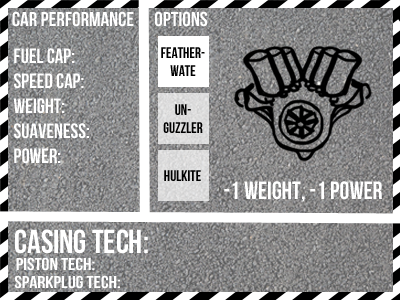 CAR PERFORMANCE
FUEL CAP:
SPEED CAP:
WEIGHT:
SUAVENESS:
POWER:
OPTIONS
FEATHER-
WATE
UN-
GUZZLER
HULKITE
-1 WEIGHT, -1 POWER
CASING TECH:
PISTON TECH:
SPARKPLUG TECH: